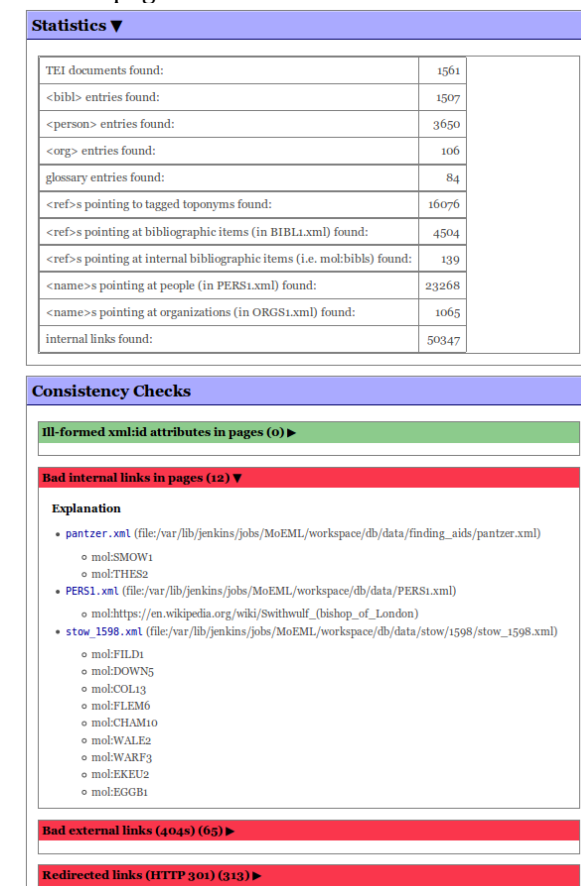 Statistics ▼
TEI documents found: 1561
<bibl> entries found: 1507
<person> entries found: 3650
<org> entries found: 106
glossary entries found: 84
<ref>s pointing to tagged toponyms found: 16076
<ref>s pointing at bibliographic items (in BIBL1.xml) found: 4504
<ref>s pointing at internal bibliographic items (i.e. mol:bibls) found: 139
<name>s pointing at people (in PERS1.xml) found: 23268
<name>s pointing at organizations (in ORGS1.xml) found: 1065
internal links found: 50347
Consistency Checks
Ill-formed xml:id attributes in pages (0) ▶
Bad internal links in pages (12) ▼
Explanation
• pantzer.xml (file:/var/lib/jenkins/jobs/MoEML/workspace/db/data/finding_aids/pantzer.xml)
◦ mol:SMOW1
◦ mol:THES2
• PERS1.xml (file:/var/lib/jenkins/jobs/MoEML/workspace/db/data/PERS1.xml)
◦ mol:https://en.wikipedia.org/wiki/Swithwulf_(bishop_of_London)
• stow_1598.xml (file:/var/lib/jenkins/jobs/MoEML/workspace/db/data/stow/1598/stow_1598.xml)
◦ mol:FILD1
◦ mol:DOWN5
◦ mol:COL13
◦ mol:FLEM6
◦ mol:CHAM10
◦ mol:WALE2
◦ mol:WARF3
◦ mol:EKEU2
◦ mol:EGGB1
Bad external links (404s) (65) ▶
Redirected links (HTTP 301) (313) ▶